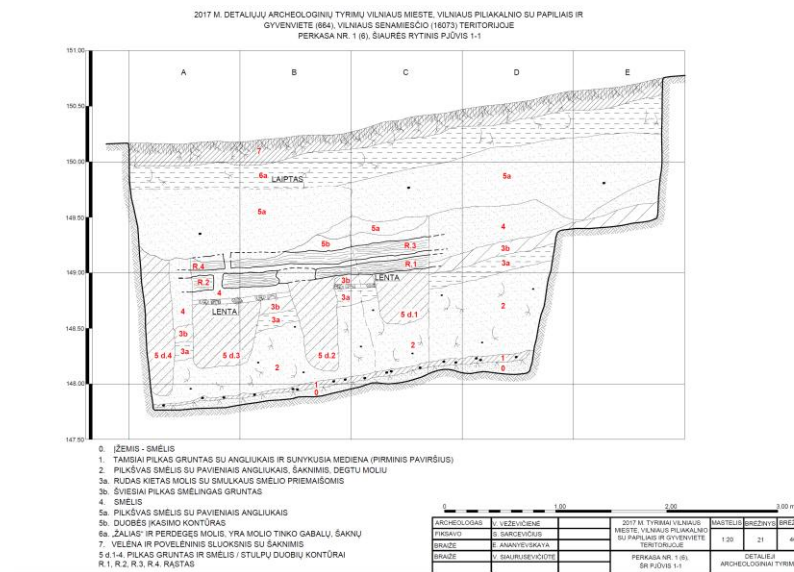 2017 M. DETALIŲJŲ ARCHEOLOGINIŲ TYRIMŲ VILNIAUS MIESTE, VILNIAUS PILIAKALNIO SU PAPILIAIS IR
GYVENVIETE (664), VILNIAUS SENAMIESČIO (16073) TERITORIJOJE
PERKASA NR. 1 (6), ŠIAURĖS RYTINIS PJŪVIS 1-1
151.00
A B C D E
150.50
7
150.00
6a LAIPTAS 5a
5a
149.50
5a 4
5b R.3 3b
R.4 R.1 3a
149.00
R.2 3b LENTA
4 3a 2
LENTA
4 3b 5 d.1
148.50
3b 3a
3a 2
5 d.4 5 d.3 2 5 d.2 1
0
148.00
1
0
147.50
0. ĮŽEMIS - SMĖLIS
1. TAMSIAI PILKAS GRUNTAS SU ANGLIUKAIS IR SUNYKUSIA MEDIENA (PIRMINIS PAVIRŠIUS)
2. PILKŠVAS SMĖLIS SU PAVIENIAIS ANGLIUKAIS, ŠAKNIMIS, DEGTU MOLIU
3a. RUDAS KIETAS MOLIS SU SMULKAUS SMĖLIO PRIEMAIŠOMIS
3b. ŠVIESIAI PILKAS SMĖLINGAS GRUNTAS
4. SMĖLIS
5a. PILKŠVAS SMĖLIS SU PAVIENIAIS ANGLIUKAIS
5b. DUOBĖS ĮKASIMO KONTŪRAS
6a. „ŽALIAS" IR PERDEGĘS MOLIS, YRA MOLIO TINKO GABALŲ, ŠAKNŲ
7. VELĖNA IR POVELĖNINIS SLUOKSNIS SU ŠAKNIMIS
5 d.1-4. PILKAS GRUNTAS IR SMĖLIS / STULPŲ DUOBIŲ KONTŪRAI
R.1, R.2, R.3, R.4. RĄSTAS
0 1.00 2.00 3.00 m
ARCHEOLOGAS V. VEŽEVIČIENĖ
FIKSAVO S. SARCEVIČIUS
BRAIŽĖ E. ANANYEVSKAYA
BRAIŽĖ V. SIAURUSEVIČIŪTĖ
2017 M. TYRIMAI VILNIAUS
MIESTE, VILNIAUS PILIAKALNIO
SU PAPILIAIS IR GYVENVIETE
TERITORIJOJE
PERKASA NR. 1 (6),
ŠR PJŪVIS 1-1
MASTELIS BRĖŽINYS
1:20 21
DETALIEJI
ARCHEOLOGINIAI